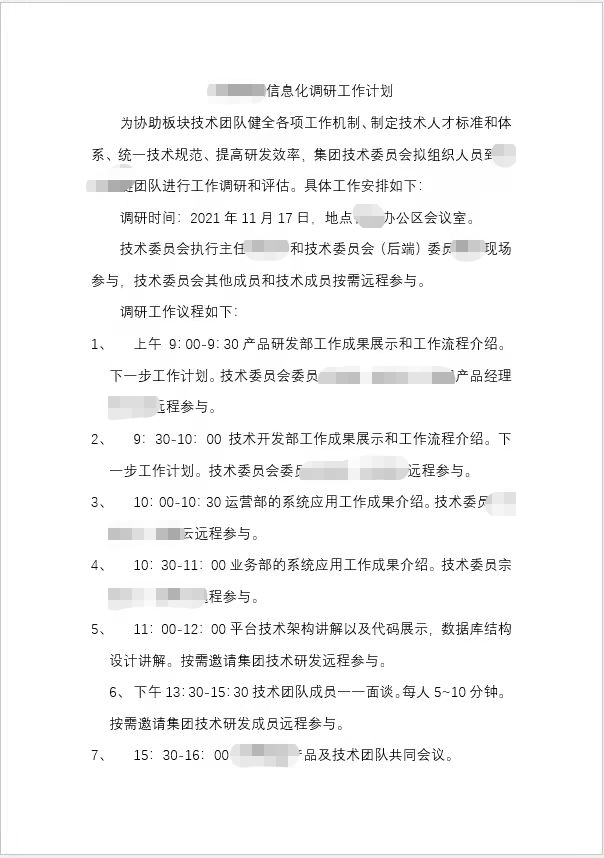 信息化调研工作计划
为协助板块技术团队健全各项工作机制、制定技术人才标准和体
系、统一技术规范、提高研发效率，集团技术委员会拟组织人员到
团队进行工作调研和评估。具体工作安排如下：
调研时间：2021年11月17日，地点办公区会议室。
技术委员会执行主任和技术委员会（后端）委员现场
参与，技术委员会其他成员和技术成员按需远程参与。
调研工作议程如下：
1、 上午 9：00-9：30 产品研发部工作成果展示和工作流程介绍。
下一步工作计划。技术委员会委员产品经理
远程参与。
2、 9：30-10：00 技术开发部工作成果展示和工作流程介绍。下
一步工作计划。技术委员会委员远程参与。
3、 10：00-10：30 运营部的系统应用工作成果介绍。技术委员
云远程参与。
4、 10：30-11：00 业务部的系统应用工作成果介绍。技术委员宗
程参与。
5、 11：00-12：00 平台技术架构讲解以及代码展示，数据库结构
设计讲解。按需邀请集团技术研发远程参与。
6、下午 13：30-15：30 技术团队成员一一面谈。每人 5~10 分钟。
按需邀请集团技术研发成员远程参与。
7、 15：30-16：00 产品及技术团队共同会议。